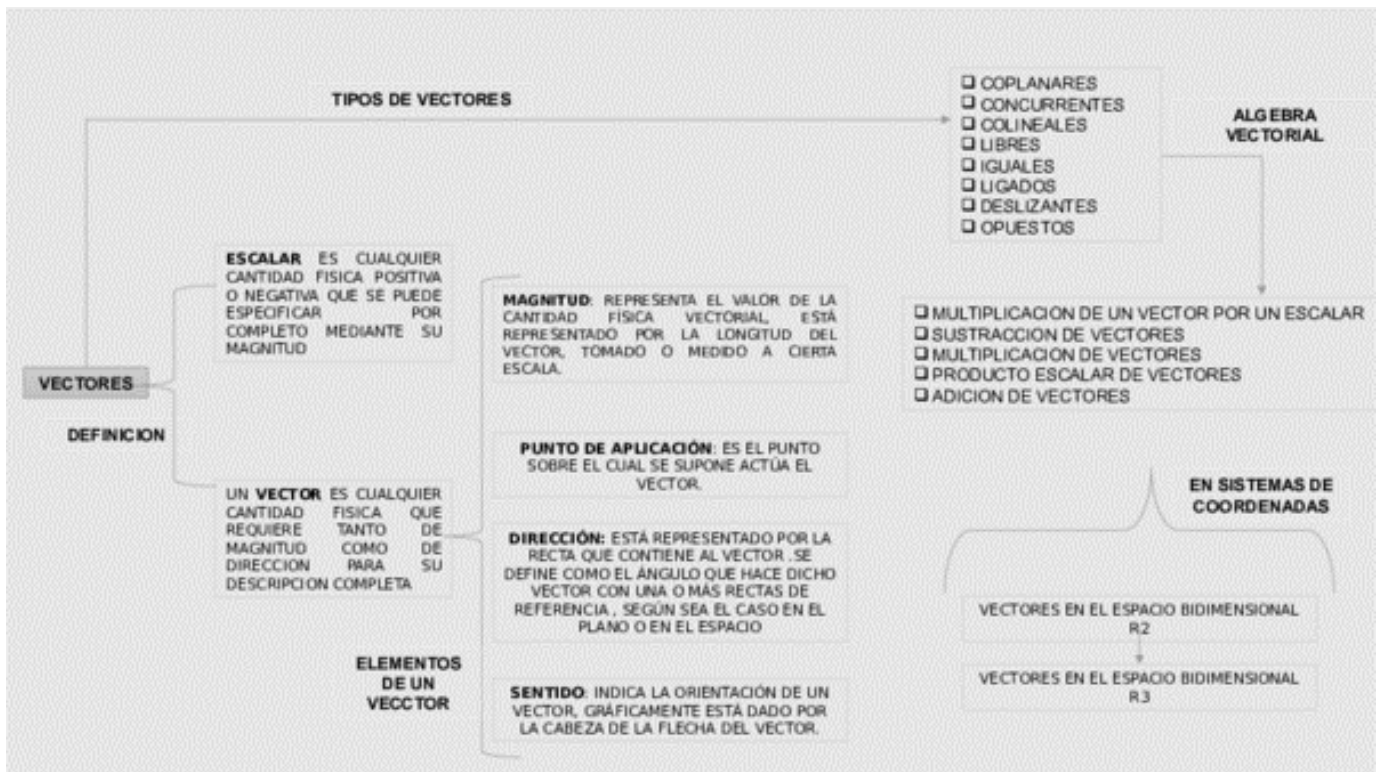 TIPOS DE VECTORES
❑ COPLANARES
❑ CONCURRENTES
❑ COLINEALES
❑ LIBRES
❑ IGUALES
❑ LIGADOS
❑ DESLIZANTES
❑ OPUESTOS
ALGEBRA
VECTORIAL
ESCALAR ES CUALQUIER
CANTIDAD FISICA POSITIVA
O NEGATIVA QUE SE PUEDE
ESPECIFICAR POR
COMPLETO MEDIANTE SU
MAGNITUD
VECTORES
DEFINICION
UN VECTOR ES CUALQUIER
CANTIDAD FISICA QUE
REQUIERE TANTO DE
MAGNITUD COMO DE
DIRECCION PARA SU
DESCRIPCION COMPLETA
ELEMENTOS
DE UN
VECCTOR
MAGNITUD: REPRESENTA EL VALOR DE LA
CANTIDAD FÍSICA VECTORIAL, ESTÁ
REPRESENTADO POR LA LONGITUD DEL
VECTOR, TOMADO O MEDIDO A CIERTA
ESCALA.
PUNTO DE APLICACIÓN: ES EL PUNTO
SOBRE EL CUAL SE SUPONE ACTÚA EL
VECTOR.
DIRECCIÓN: ESTÁ REPRESENTADO POR LA
RECTA QUE CONTIENE AL VECTOR .SE
DEFINE COMO EL ÁNGULO QUE HACE DICHO
VECTOR CON UNA O MÁS RECTAS DE
REFERENCIA , SEGÚN SEA EL CASO EN EL
PLANO O EN EL ESPACIO
SENTIDO: INDICA LA ORIENTACIÓN DE UN
VECTOR, GRÁFICAMENTE ESTÁ DADO POR
LA CABEZA DE LA FLECHA DEL VECTOR.
❑ MULTIPLICACION DE UN VECTOR POR UN ESCALAR
❑ SUSTRACCION DE VECTORES
❑ MULTIPLICACION DE VECTORES
❑ PRODUCTO ESCALAR DE VECTORES
❑ ADICION DE VECTORES
EN SISTEMAS DE
COORDENADAS
VECTORES EN EL ESPACIO BIDIMENSIONAL
R2
VECTORES EN EL ESPACIO BIDIMENSIONAL
R3